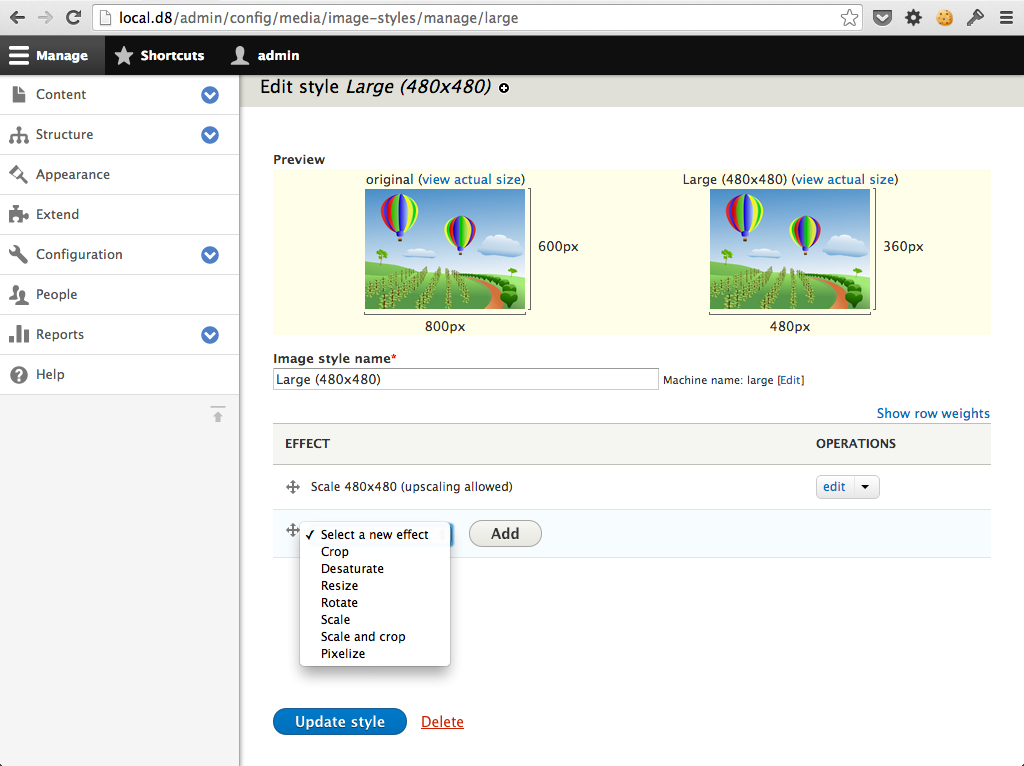 local.d8/admin/config/media/image-styles/manage/large
Manage Shortcuts admin
Content
Structure
Appearance
Extend
Configuration
People
Reports
Help
Edit style Large (480x480)
Preview
original (view actual size) Large (480x480) (view actual size)
600px 360px
800px 480px
Image style name*
Large (480x480) Machine name: large [Edit]
Show row weights
EFFECT OPERATIONS
Scale 480x480 (upscaling allowed) edit
✓ Select a new effect Add
Crop
Desaturate
Resize
Rotate
Scale
Scale and crop
Pixelize
Update style Delete